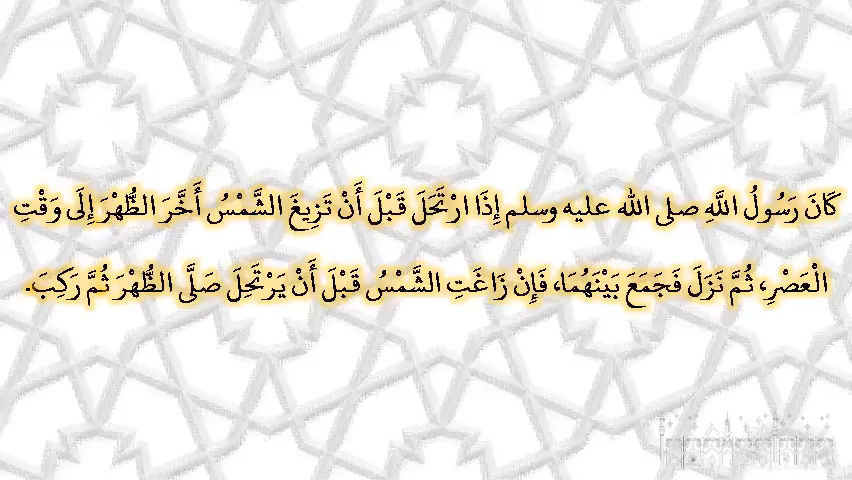 كَانَ رَسُولُ اللَّهِ صلى الله عليه وسلم إِذَا ارْتَحَلَ قَبْلَ أَنْ تَزِيغَ الشَّمْسُ أَخَّرَ الظُّهْرَ إِلَى وَقْتِ
الْعَصْرِ، ثُمَّ نَزَلَ فَجَمَعَ بَيْنَهُمَا، فَإِنْ زَاغَتِ الشَّمْسُ قَبْلَ أَنْ يَرْتَحِلَ صَلَّى الظُّهْرَ ثُمَّ رَكِبَ.